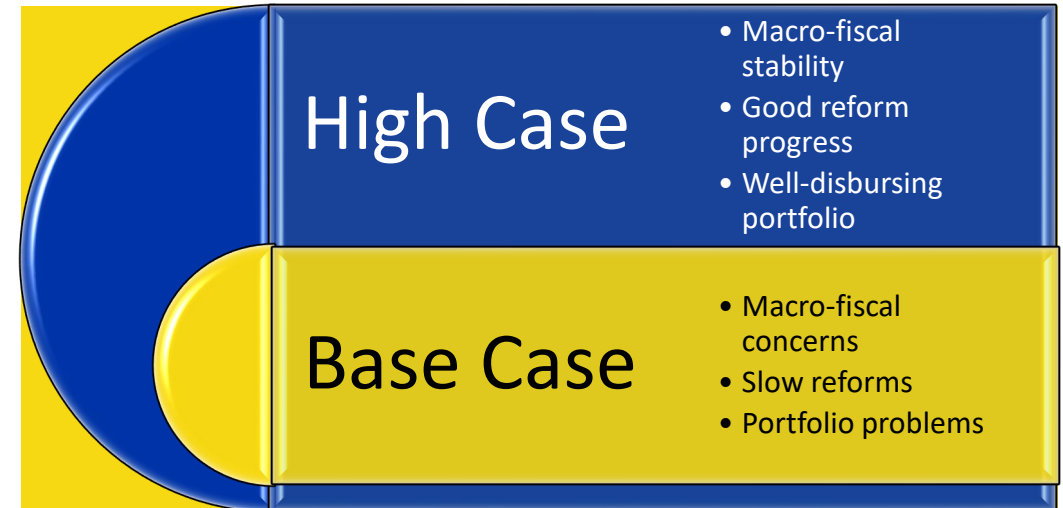 High Case
• Macro-fiscal
stability
• Good reform
progress
• Well-disbursing
portfolio
Base Case
• Macro-fiscal
concerns
• Slow reforms
• Portfolio problems